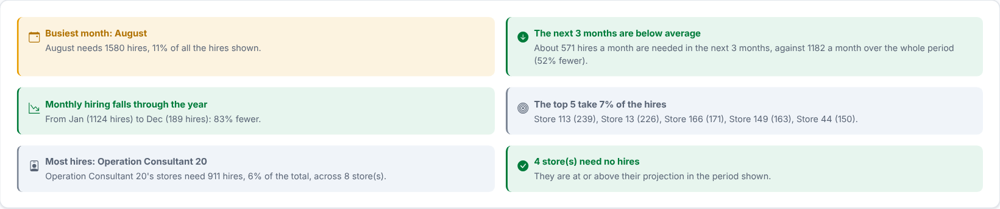 Busiest month: August
August needs 1580 hires, 11% of all the hires shown.
The next 3 months are below average
About 571 hires a month are needed in the next 3 months, against 1182 a month over the whole period
(52% fewer).
Monthly hiring falls through the year
From Jan (1124 hires) to Dec (189 hires): 83% fewer.
The top 5 take 7% of the hires
Store 113 (239), Store 13 (226), Store 166 (171), Store 149 (163), Store 44 (150).
Most hires: Operation Consultant 20
Operation Consultant 20's stores need 911 hires, 6% of the total, across 8 store(s).
4 store(s) need no hires
They are at or above their projection in the period shown.